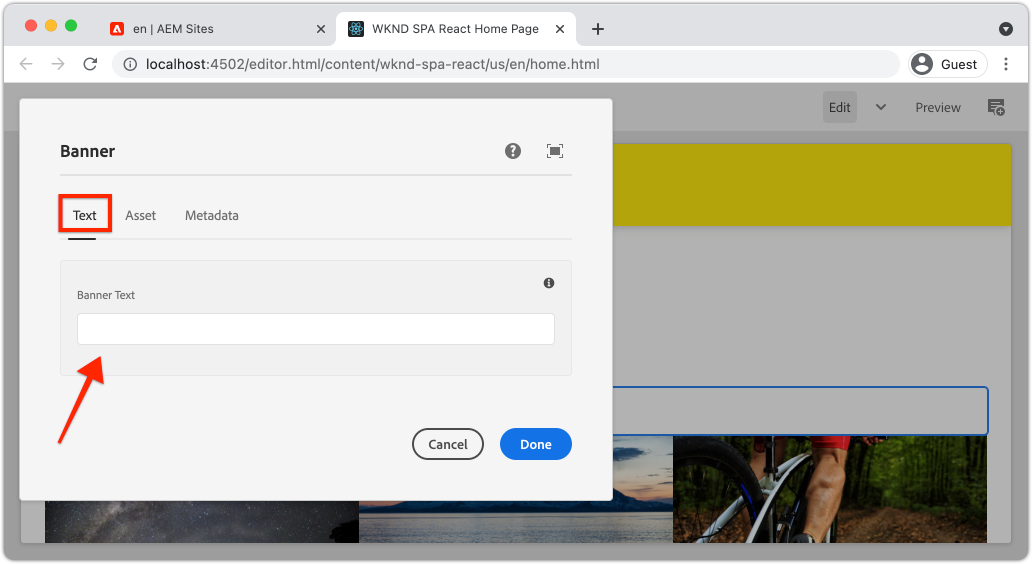 en | AEM Sites
WKND SPA React Home Page
localhost:4502/editor.html/content/wknd-spa-react/us/en/home.html
Guest
Edit
Preview
Banner
Text Asset Metadata
Banner Text
Cancel Done